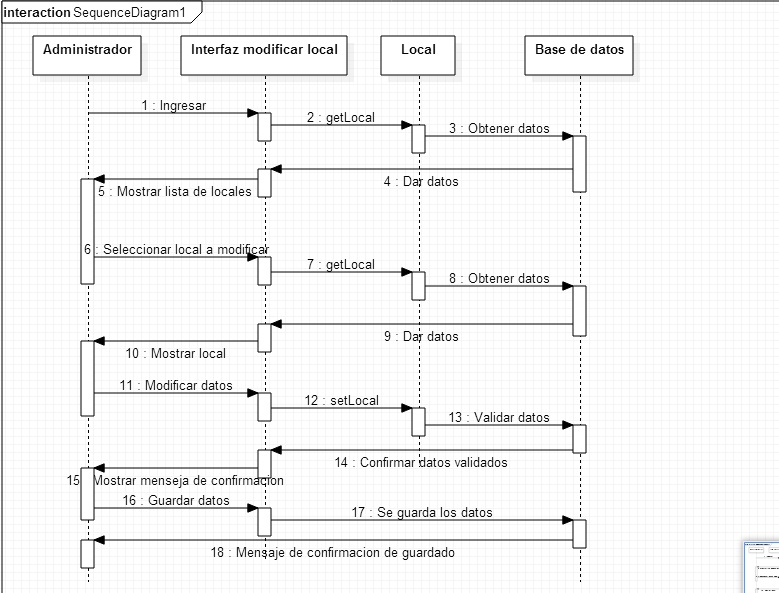 interaction SequenceDiagram1
Administrador
Interfaz modificar local
Local
Base de datos
1 : Ingresar
2 : getLocal
3 : Obtener datos
4 : Dar datos
5 : Mostrar lista de locales
6 : Seleccionar local a modificar
7 : getLocal
8 : Obtener datos
9 : Dar datos
10 : Mostrar local
11 : Modificar datos
12 : setLocal
13 : Validar datos
14 : Confirmar datos validados
15 : Mostrar menseja de confirmacion
16 : Guardar datos
17 : Se guarda los datos
18 : Mensaje de confirmacion de guardado